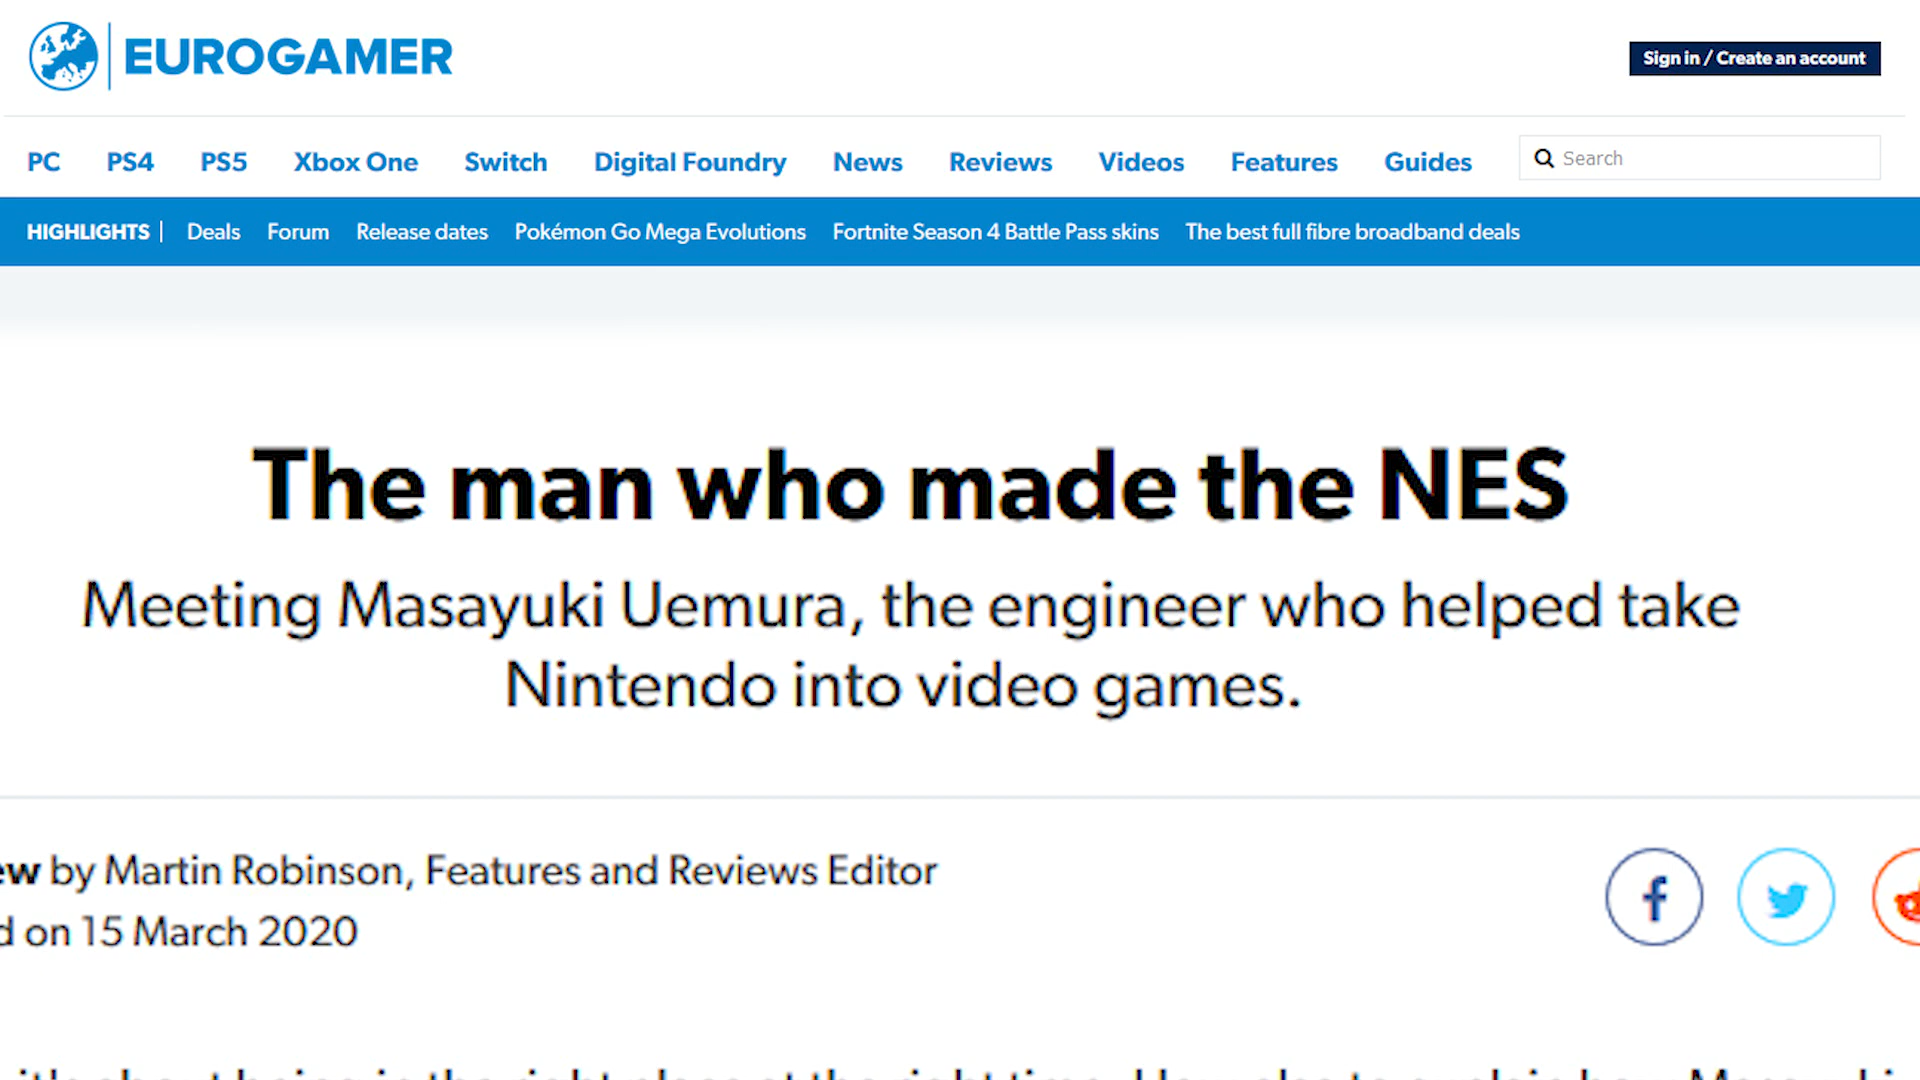 EUROGAMER
Sign in / Create an account
PC PS4 PS5 Xbox One Switch Digital Foundry News Reviews Videos Features Guides Search
HIGHLIGHTS | Deals Forum Release dates Pokémon Go Mega Evolutions Fortnite Season 4 Battle Pass skins The best full fibre broadband deals
The man who made the NES
Meeting Masayuki Uemura, the engineer who helped take
Nintendo into video games.
by Martin Robinson, Features and Reviews Editor
on 15 March 2020